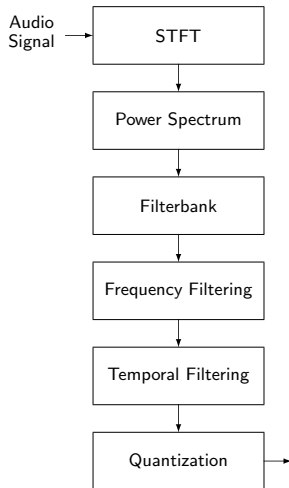 Audio
Signal
STFT
Power Spectrum
Filterbank
Frequency Filtering
Temporal Filtering
Quantization